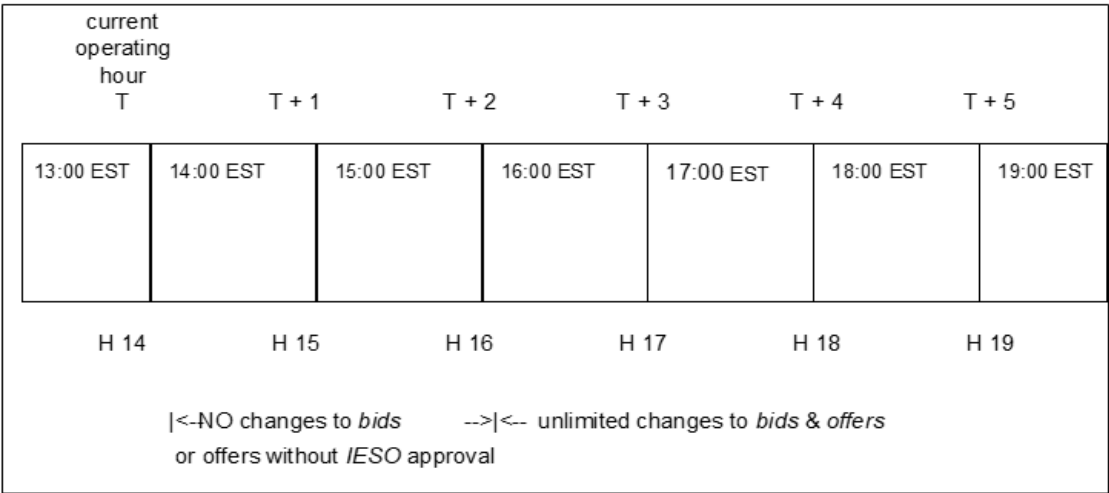 current
operating
hour
T T + 1 T + 2 T + 3 T + 4 T + 5
13:00 EST 14:00 EST 15:00 EST 16:00 EST 17:00 EST 18:00 EST 19:00 EST
H 14 H 15 H 16 H 17 H 18 H 19
|<--NO changes to bids -->|<-- unlimited changes to bids & offers
or offers without IESO approval